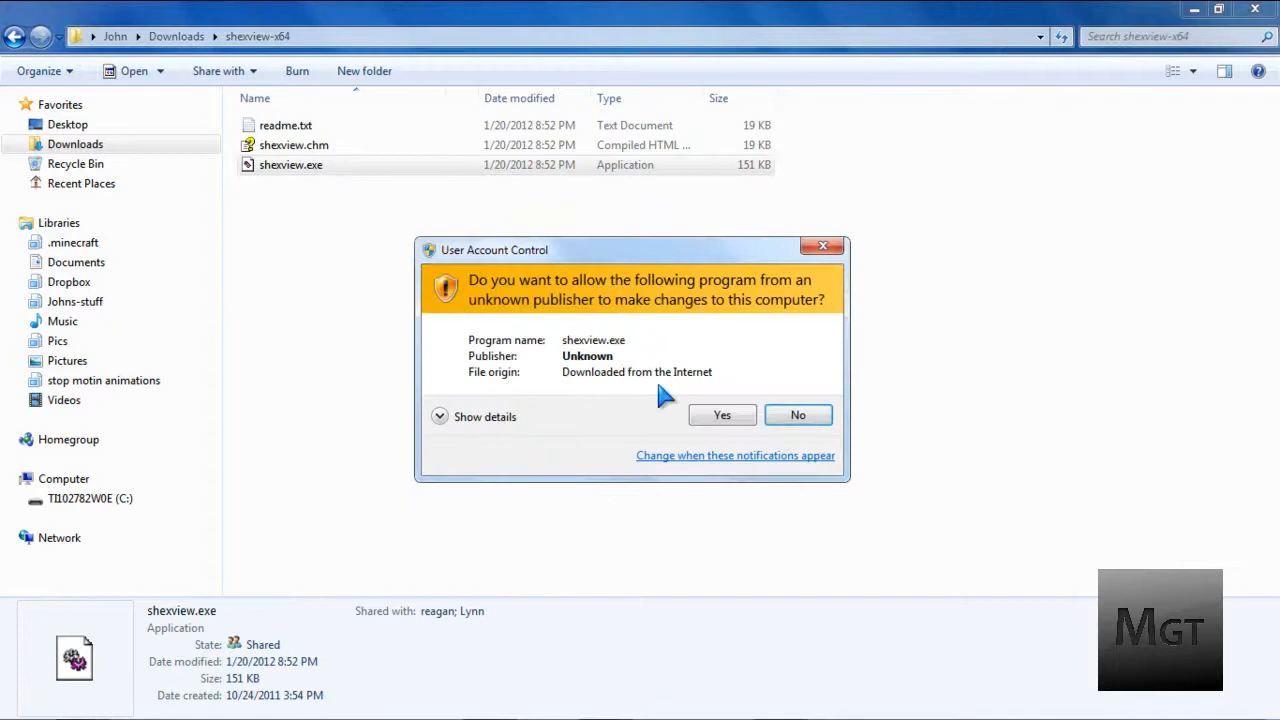 John Downloads shexview-x64 Search shexview-x64
Organize Open Share with Burn New folder
Name Date modified Type Size
readme.txt 1/20/2012 8:52 PM Text Document 19 KB
shexview.chm 1/20/2012 8:52 PM Compiled HTML ... 19 KB
shexview.exe 1/20/2012 8:52 PM Application 151 KB
Favorites
Desktop
Downloads
Recycle Bin
Recent Places
Libraries
.minecraft
Documents
Dropbox
Johns-stuff
Music
Pics
Pictures
stop motin animations
Videos
Homegroup
Computer
TI102782W0E (C:)
Network
User Account Control
Do you want to allow the following program from an
unknown publisher to make changes to this computer?
Program name: shexview.exe
Publisher: Unknown
File origin: Downloaded from the Internet
Show details Yes No
Change when these notifications appear
shexview.exe Shared with: reagan; Lynn
Application
State: Shared
Date modified: 1/20/2012 8:52 PM
Size: 151 KB
Date created: 10/24/2011 3:54 PM
MGT